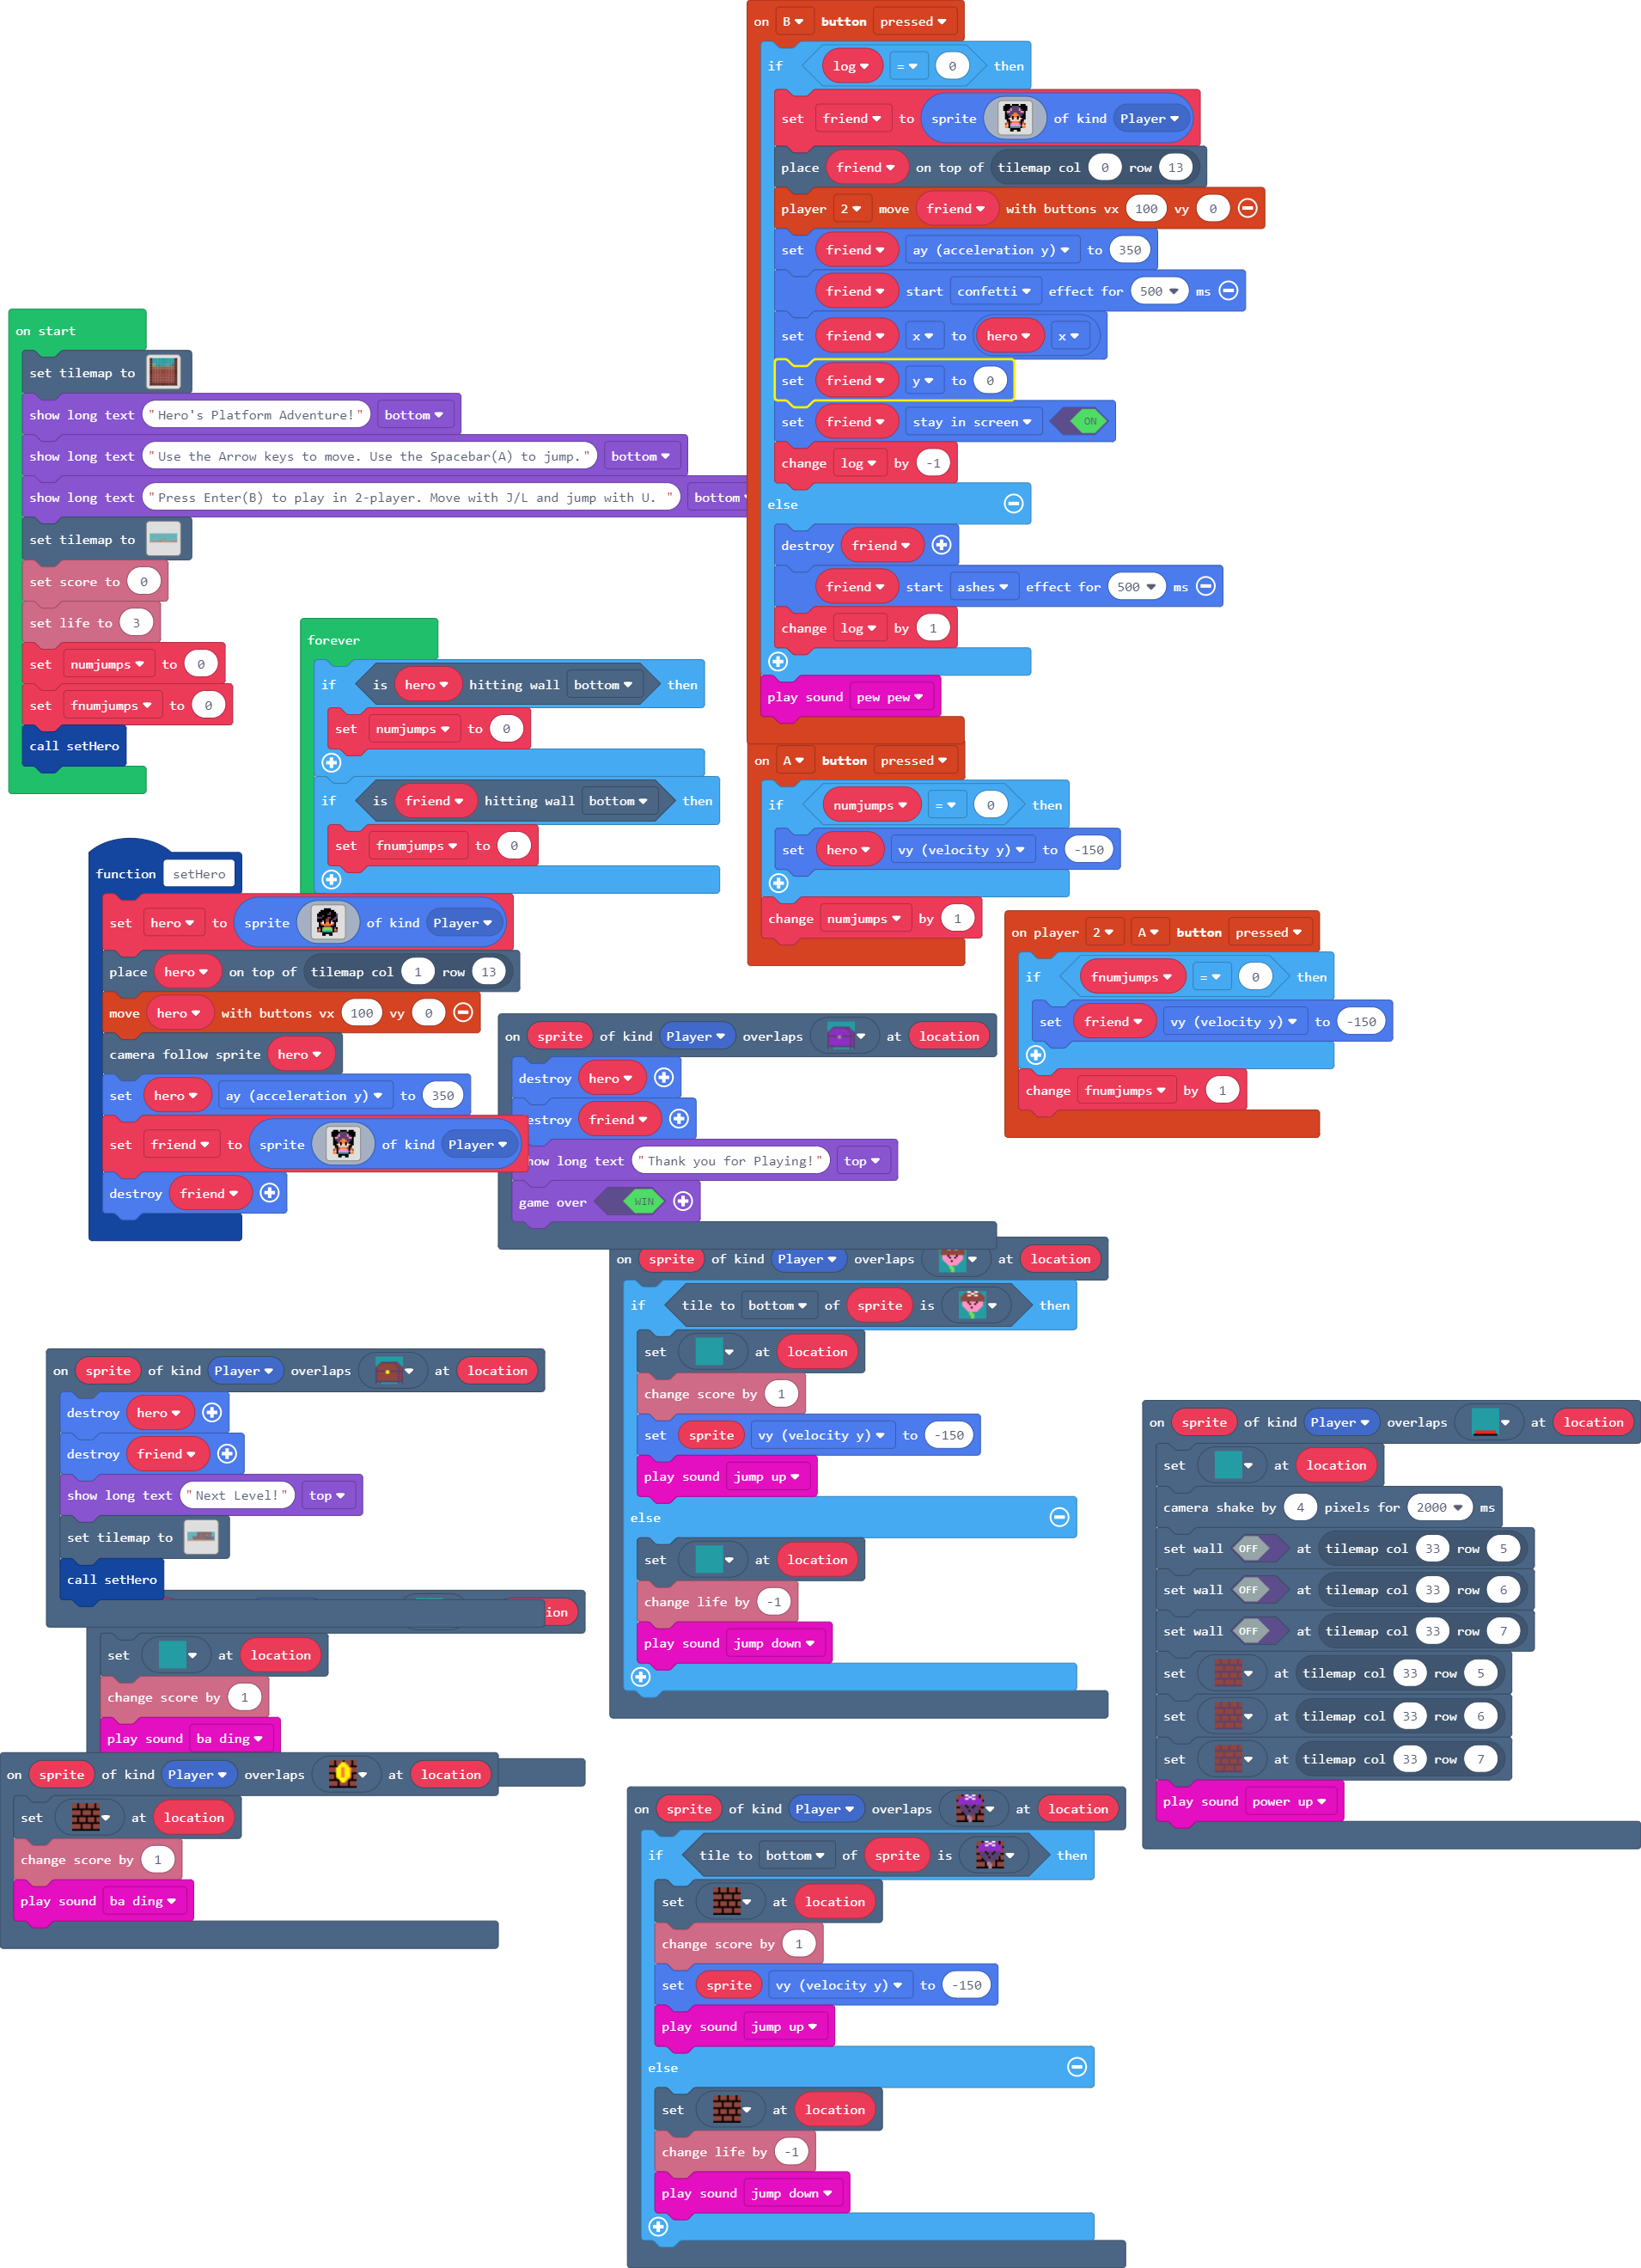 on B button pressed
if log = 0 then
set friend to sprite of kind Player
place friend on top of tilemap col 0 row 13
player 2 move friend with buttons vx 100 vy 0
set friend ay (acceleration y) to 350
friend start confetti effect for 500 ms
set friend x to hero x
set friend y to 0
set friend stay in screen ON
change log by -1
else
destroy friend
friend start ashes effect for 500 ms
change log by 1
play sound pew pew
on start
set tilemap to
show long text "Hero's Platform Adventure!" bottom
show long text "Use the Arrow keys to move. Use the Spacebar(A) to jump." bottom
show long text "Press Enter(B) to play in 2-player. Move with J/L and jump with U. " bottom
set tilemap to
set score to 0
set life to 3
set numjumps to 0
set fnumjumps to 0
call setHero
forever
if is hero hitting wall bottom then
set numjumps to 0
if is friend hitting wall bottom then
set fnumjumps to 0
on A button pressed
if numjumps = 0 then
set hero vy (velocity y) to -150
change numjumps by 1
function setHero
set hero to sprite of kind Player
place hero on top of tilemap col 1 row 13
move hero with buttons vx 100 vy 0
camera follow sprite hero
set hero ay (acceleration y) to 350
set friend to sprite of kind Player
destroy friend
on player 2 A button pressed
if fnumjumps = 0 then
set friend vy (velocity y) to -150
change fnumjumps by 1
on sprite of kind Player overlaps at location
destroy hero
estroy friend
how long text "Thank you for Playing!" top
game over WIN
on sprite of kind Player overlaps at location
if tile to bottom of sprite is then
set at location
change score by 1
set sprite vy (velocity y) to -150
play sound jump up
else
set at location
change life by -1
play sound jump down
on sprite of kind Player overlaps at location
destroy hero
destroy friend
show long text "Next Level!" top
set tilemap to
call setHero
ion
set at location
change score by 1
play sound ba ding
on sprite of kind Player overlaps at location
set at location
change score by 1
play sound ba ding
on sprite of kind Player overlaps at location
set at location
camera shake by 4 pixels for 2000 ms
set wall OFF at tilemap col 33 row 5
set wall OFF at tilemap col 33 row 6
set wall OFF at tilemap col 33 row 7
set at tilemap col 33 row 5
set at tilemap col 33 row 6
set at tilemap col 33 row 7
play sound power up
on sprite of kind Player overlaps at location
if tile to bottom of sprite is then
set at location
change score by 1
set sprite vy (velocity y) to -150
play sound jump up
else
set at location
change life by -1
play sound jump down